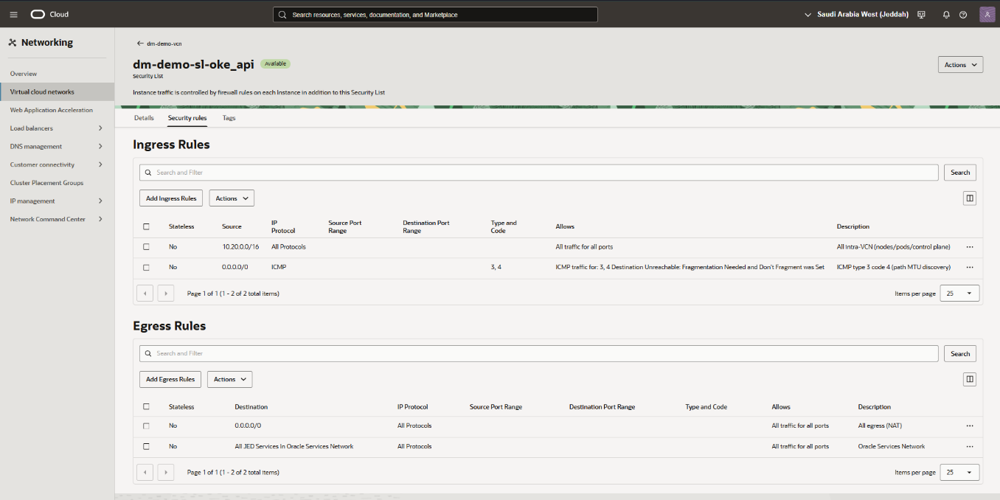 Cloud
Search resources, services, documentation, and Marketplace
Saudi Arabia West (Jeddah)
Networking
Overview
Virtual cloud networks
Web Application Acceleration
Load balancers
DNS management
Customer connectivity
Cluster Placement Groups
IP management
Network Command Center
dm-demo-vcn
dm-demo-sl-oke_api Available
Security List
Actions
Instance traffic is controlled by firewall rules on each Instance in addition to this Security List
Details Security rules Tags
Ingress Rules
Search and Filter Search
Add Ingress Rules Actions
Stateless Source IP Protocol Source Port Range Destination Port Range Type and Code Allows Description
No 10.20.0.0/16 All Protocols All traffic for all ports All intra-VCN (nodes/pods/control plane)
No 0.0.0.0/0 ICMP 3, 4 ICMP traffic for: 3, 4 Destination Unreachable: Fragmentation Needed and Don't Fragment was Set ICMP type 3 code 4 (path MTU discovery)
Page 1 of 1 (1 - 2 of 2 total items) Items per page 25
Egress Rules
Search and Filter Search
Add Egress Rules Actions
Stateless Destination IP Protocol Source Port Range Destination Port Range Type and Code Allows Description
No 0.0.0.0/0 All Protocols All traffic for all ports All egress (NAT)
No All JED Services In Oracle Services Network All Protocols All traffic for all ports Oracle Services Network
Page 1 of 1 (1 - 2 of 2 total items) Items per page 25